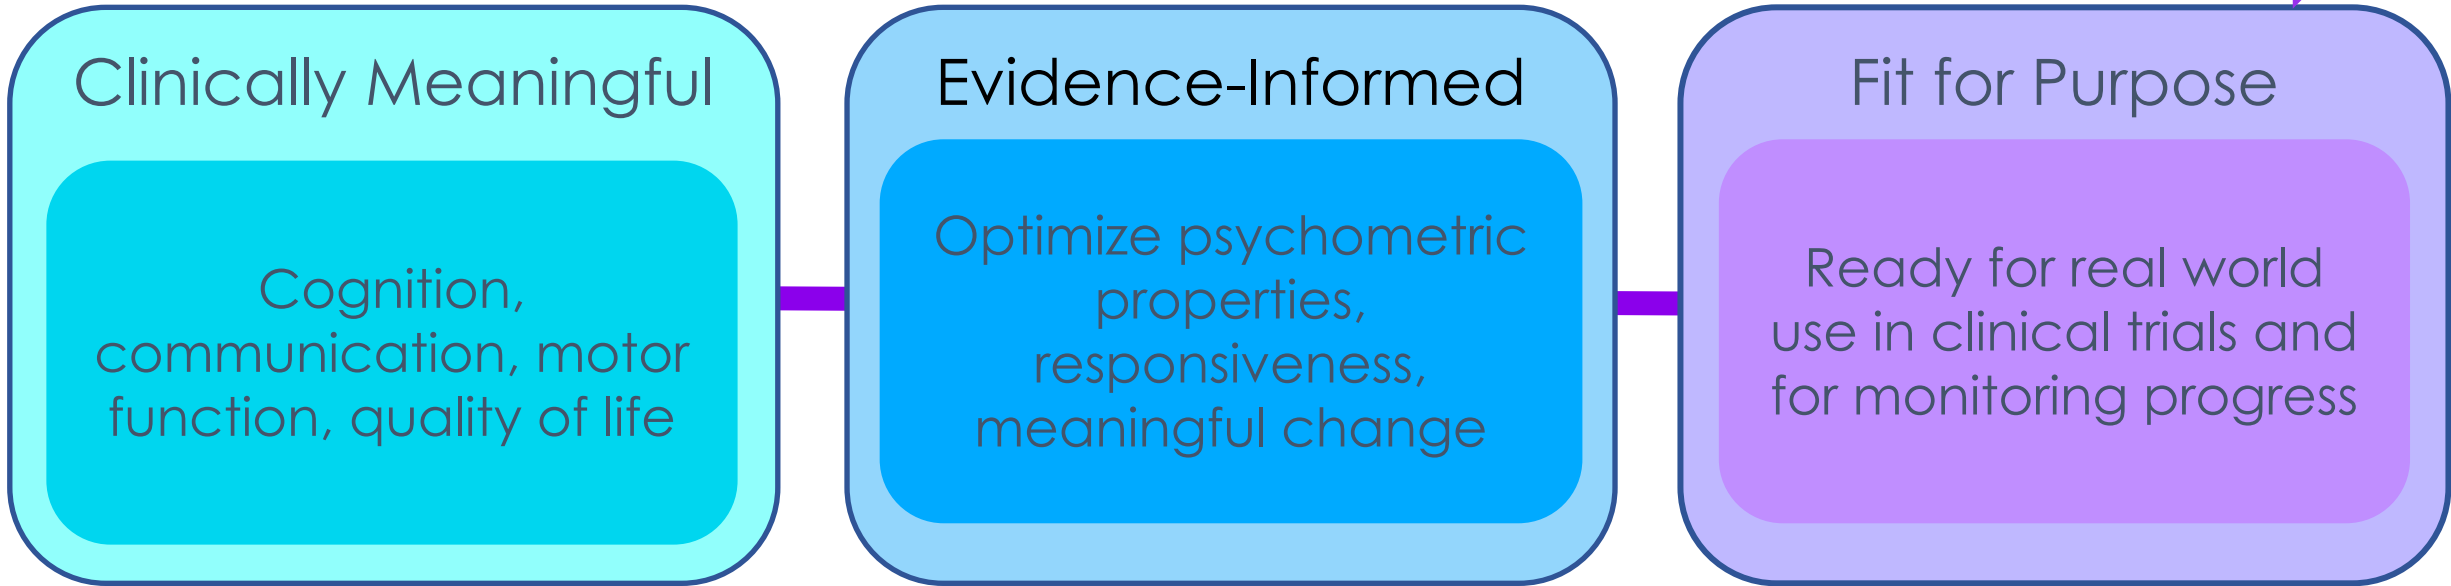 Clinically Meaningful
Cognition,
communication, motor
function, quality of life
Evidence-Informed
Optimize psychometric
properties,
responsiveness,
meaningful change
Fit for Purpose
Ready for real world
use in clinical trials and
for monitoring progress